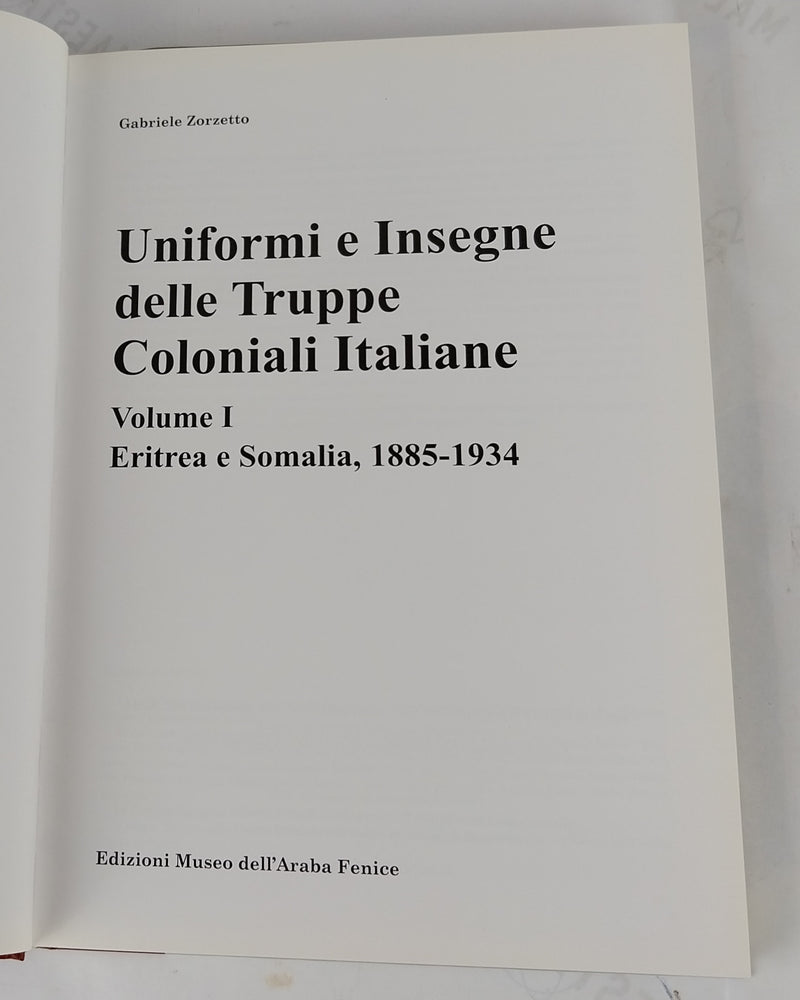 Gabriele Zorzetto
Uniformi e Insegne
delle Truppe
Coloniali Italiane
Volume I
Eritrea e Somalia, 1885-1934
Edizioni Museo dell'Araba Fenice